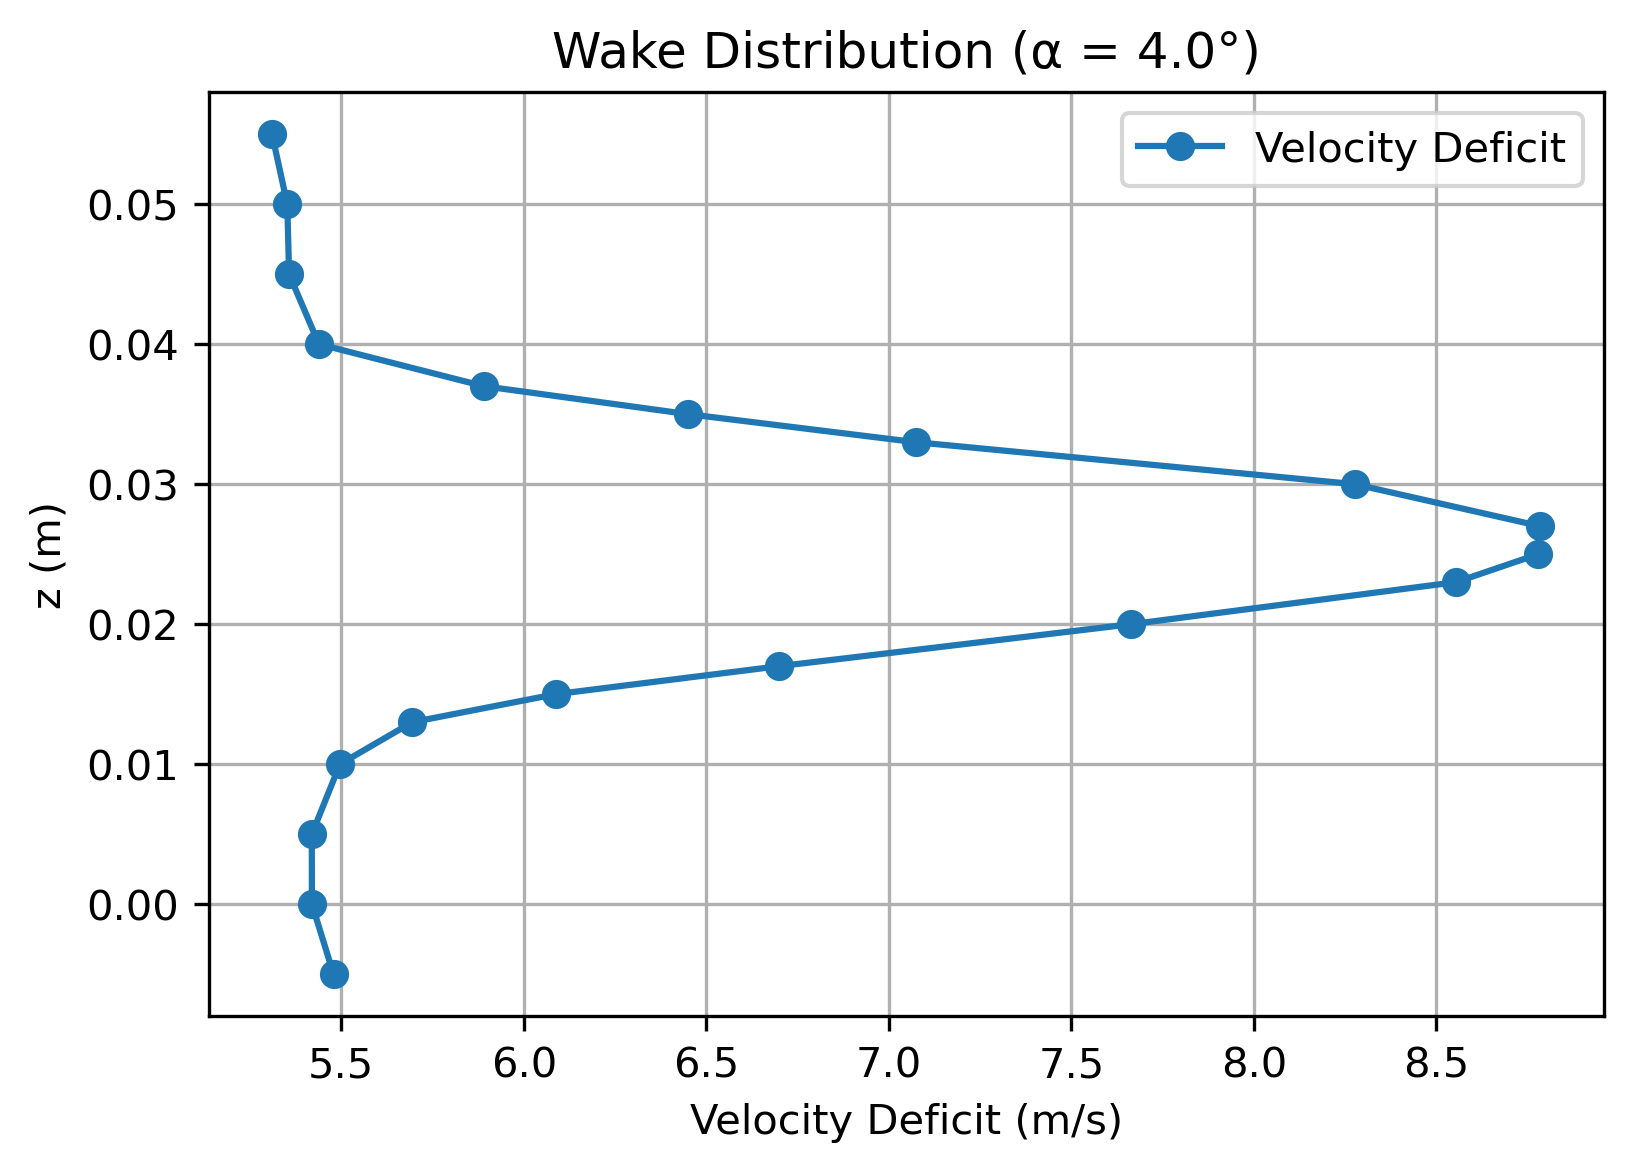 Wake Distribution (α = 4.0°)
Velocity Deficit
0.05
0.04
0.03
0.02
0.01
0.00
z (m)
5.5 6.0 6.5 7.0 7.5 8.0 8.5
Velocity Deficit (m/s)